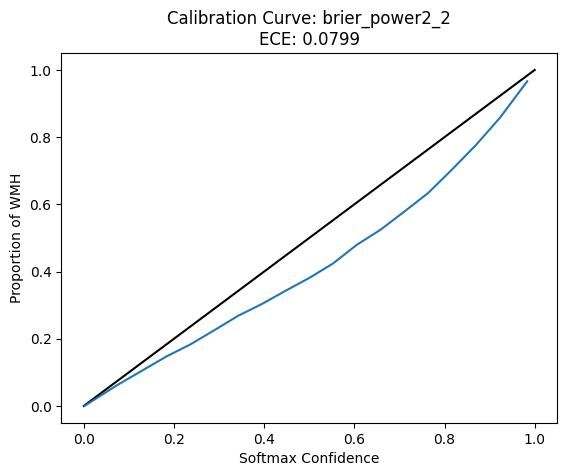 Calibration Curve: brier_power2_2
ECE: 0.0799
1.0
0.8
0.6
0.4
0.2
0.0
Proportion of WMH
0.0 0.2 0.4 0.6 0.8 1.0
Softmax Confidence